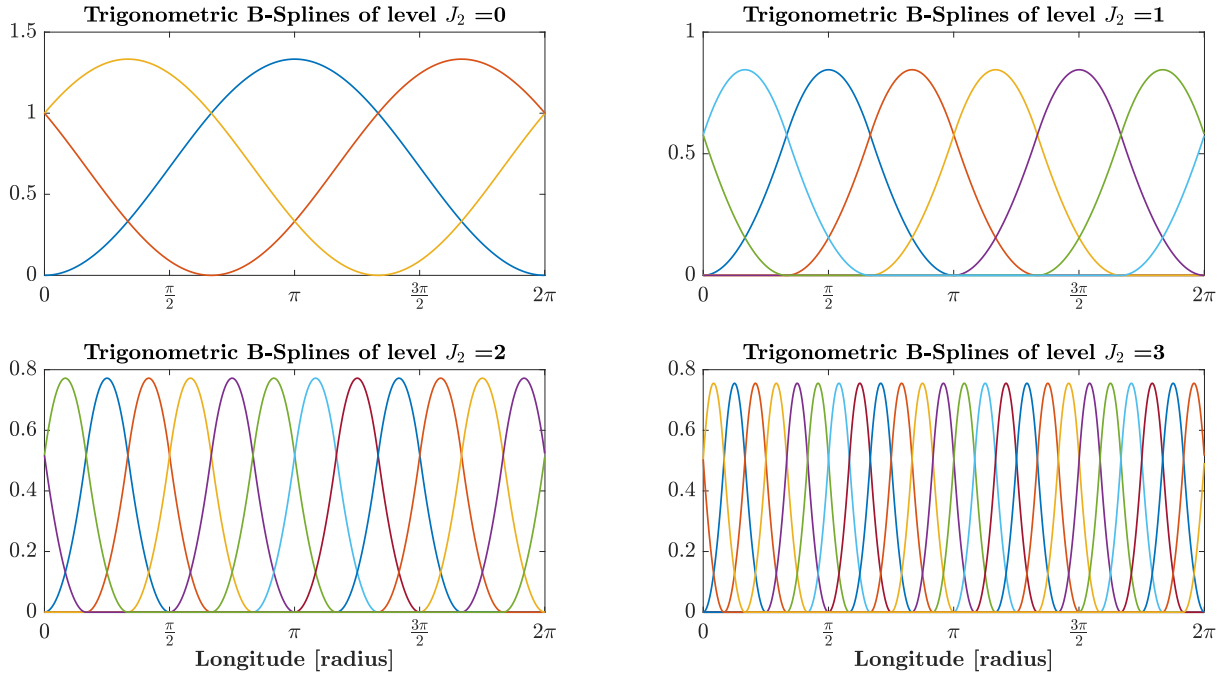 Trigonometric B-Splines of level J₂ =0
1.5
1
0.5
0
0 π/2 π 3π/2 2π
Trigonometric B-Splines of level J₂ =1
1
0.5
0
0 π/2 π 3π/2 2π
Trigonometric B-Splines of level J₂ =2
0.8
0.6
0.4
0.2
0
0 π/2 π 3π/2 2π
Longitude [radius]
Trigonometric B-Splines of level J₂ =3
0.8
0.6
0.4
0.2
0
0 π/2 π 3π/2 2π
Longitude [radius]